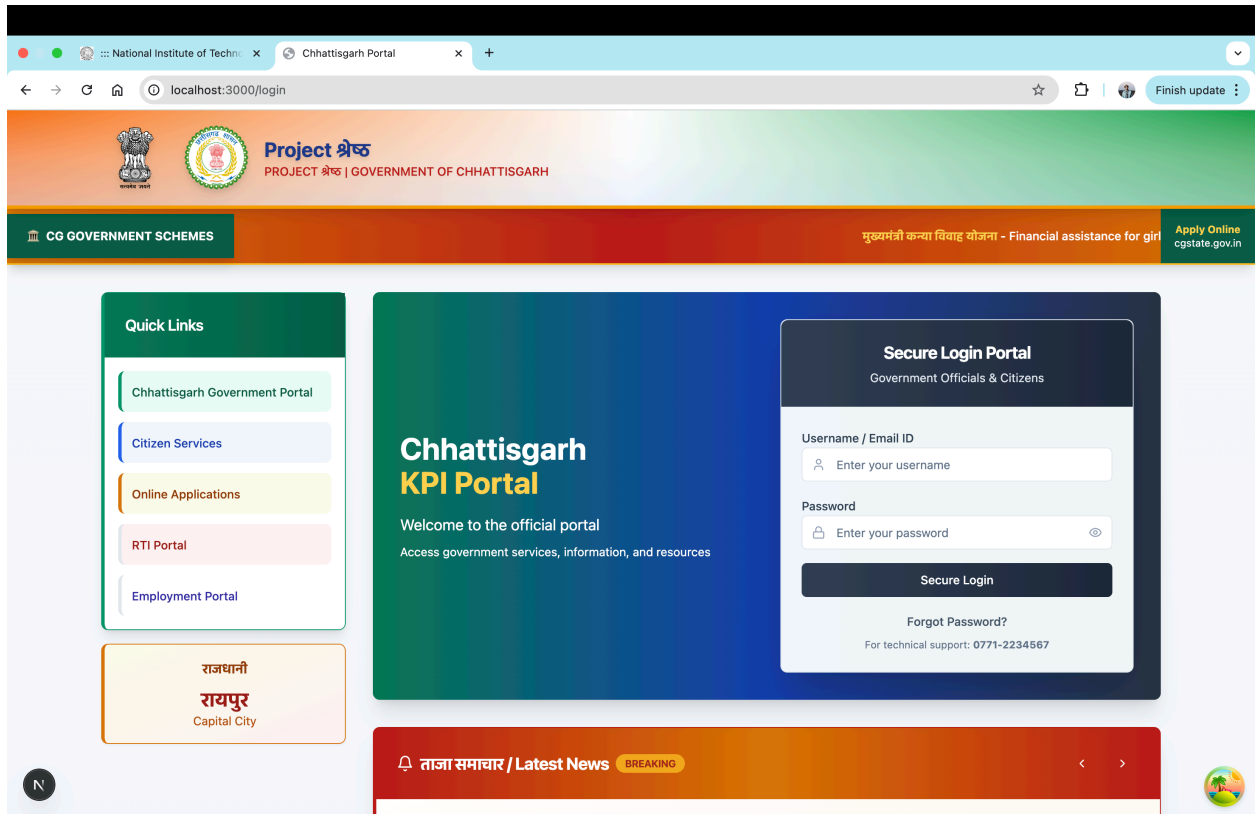 ::: National Institute of Techno
Chhattisgarh Portal
localhost:3000/login
Finish update
सत्यमेव जयते
Project श्रेष्ठ
PROJECT श्रेष्ठ | GOVERNMENT OF CHHATTISGARH
CG GOVERNMENT SCHEMES
मुख्यमंत्री कन्या विवाह योजना - Financial assistance for girl
Apply Online
cgstate.gov.in
Quick Links
Chhattisgarh Government Portal
Citizen Services
Online Applications
RTI Portal
Employment Portal
राजधानी
रायपुर
Capital City
Chhattisgarh
KPI Portal
Welcome to the official portal
Access government services, information, and resources
Secure Login Portal
Government Officials & Citizens
Username / Email ID
Enter your username
Password
Enter your password
Secure Login
Forgot Password?
For technical support: 0771-2234567
ताजा समाचार / Latest News BREAKING
N